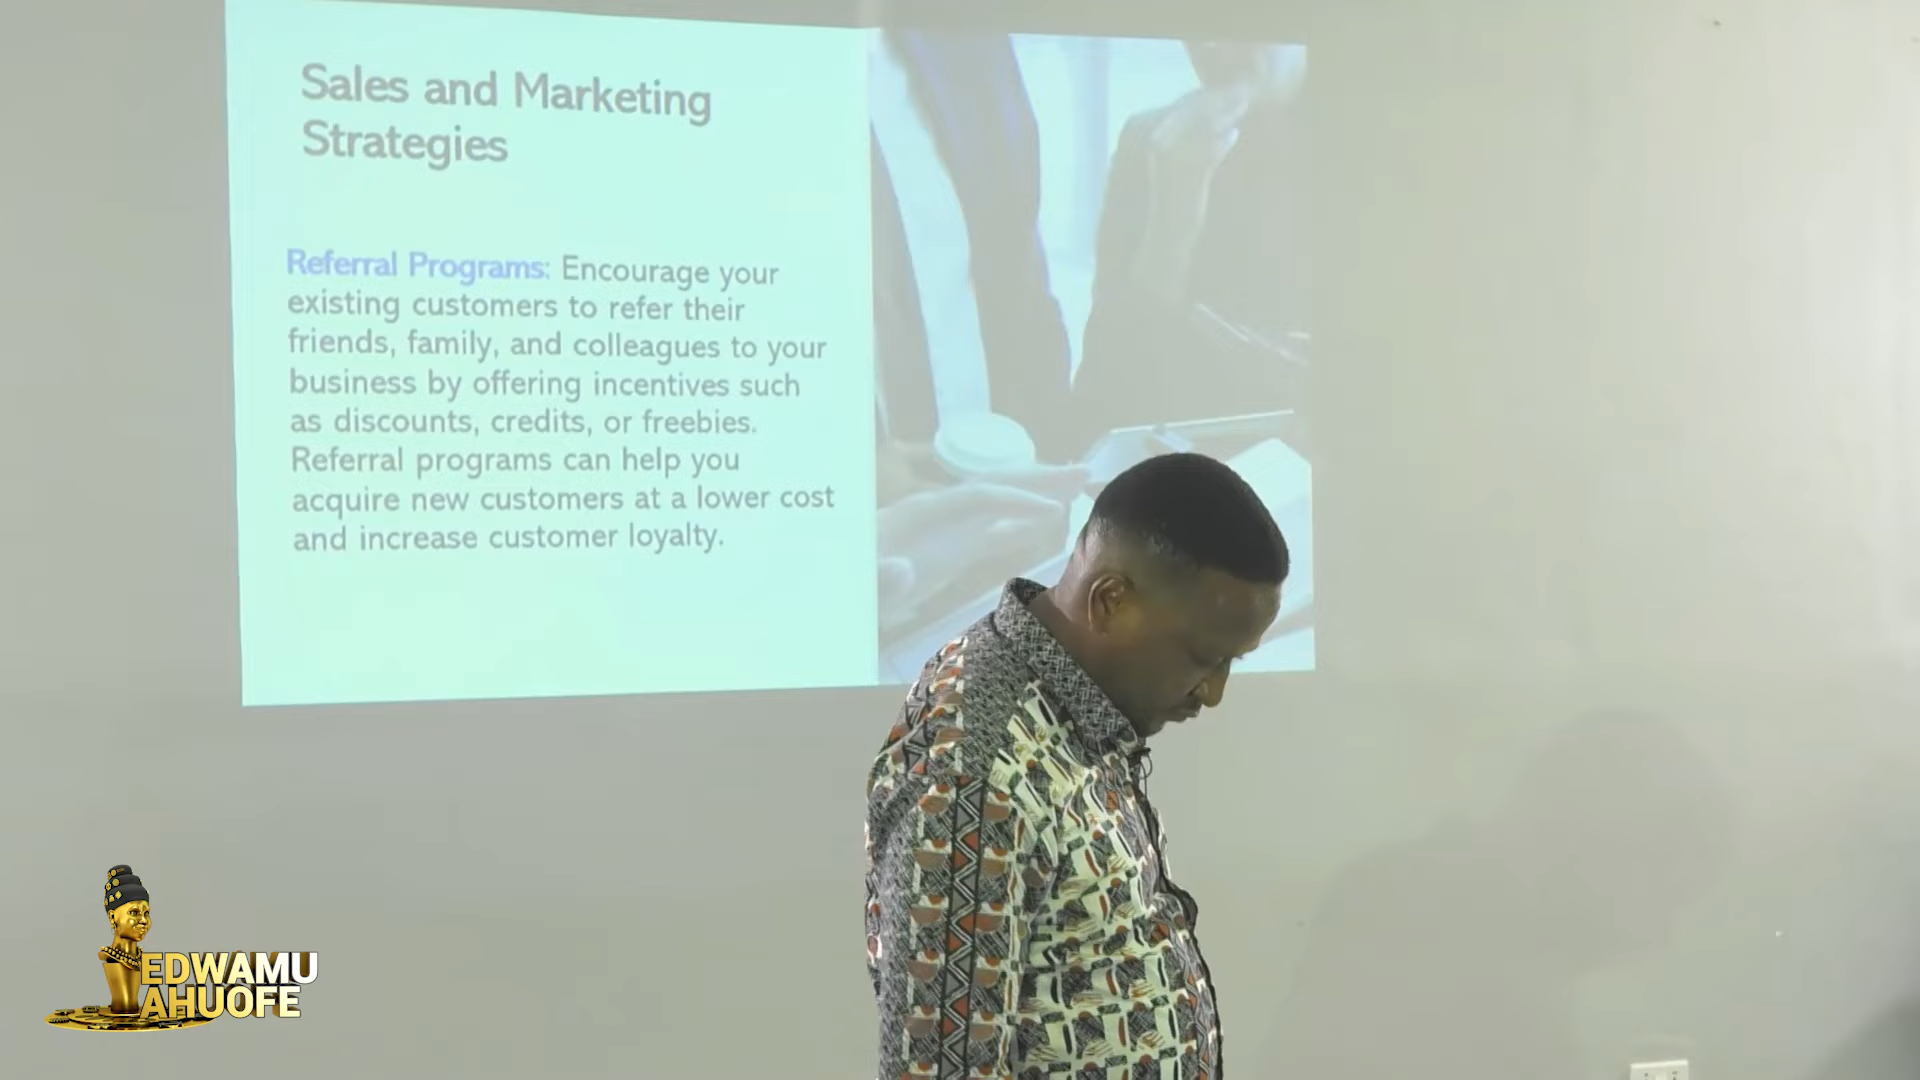 Sales and Marketing
Strategies
Referral Programs: Encourage your
existing customers to refer their
friends, family, and colleagues to your
business by offering incentives such
as discounts, credits, or freebies.
Referral programs can help you
acquire new customers at a lower cost
and increase customer loyalty.
EDWAMU
AHUOFE